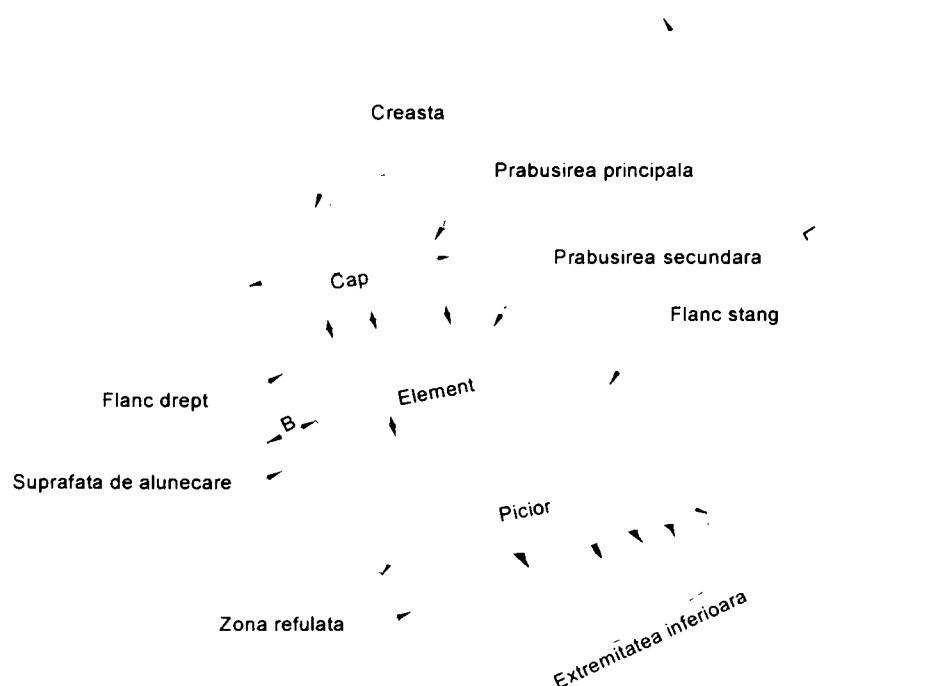 Creasta
Prabusirea principala
Prabusirea secundara
Cap
Flanc stang
Element
Flanc drept
B
Suprafata de alunecare
Picior
Zona refulata
Extremitatea inferioara